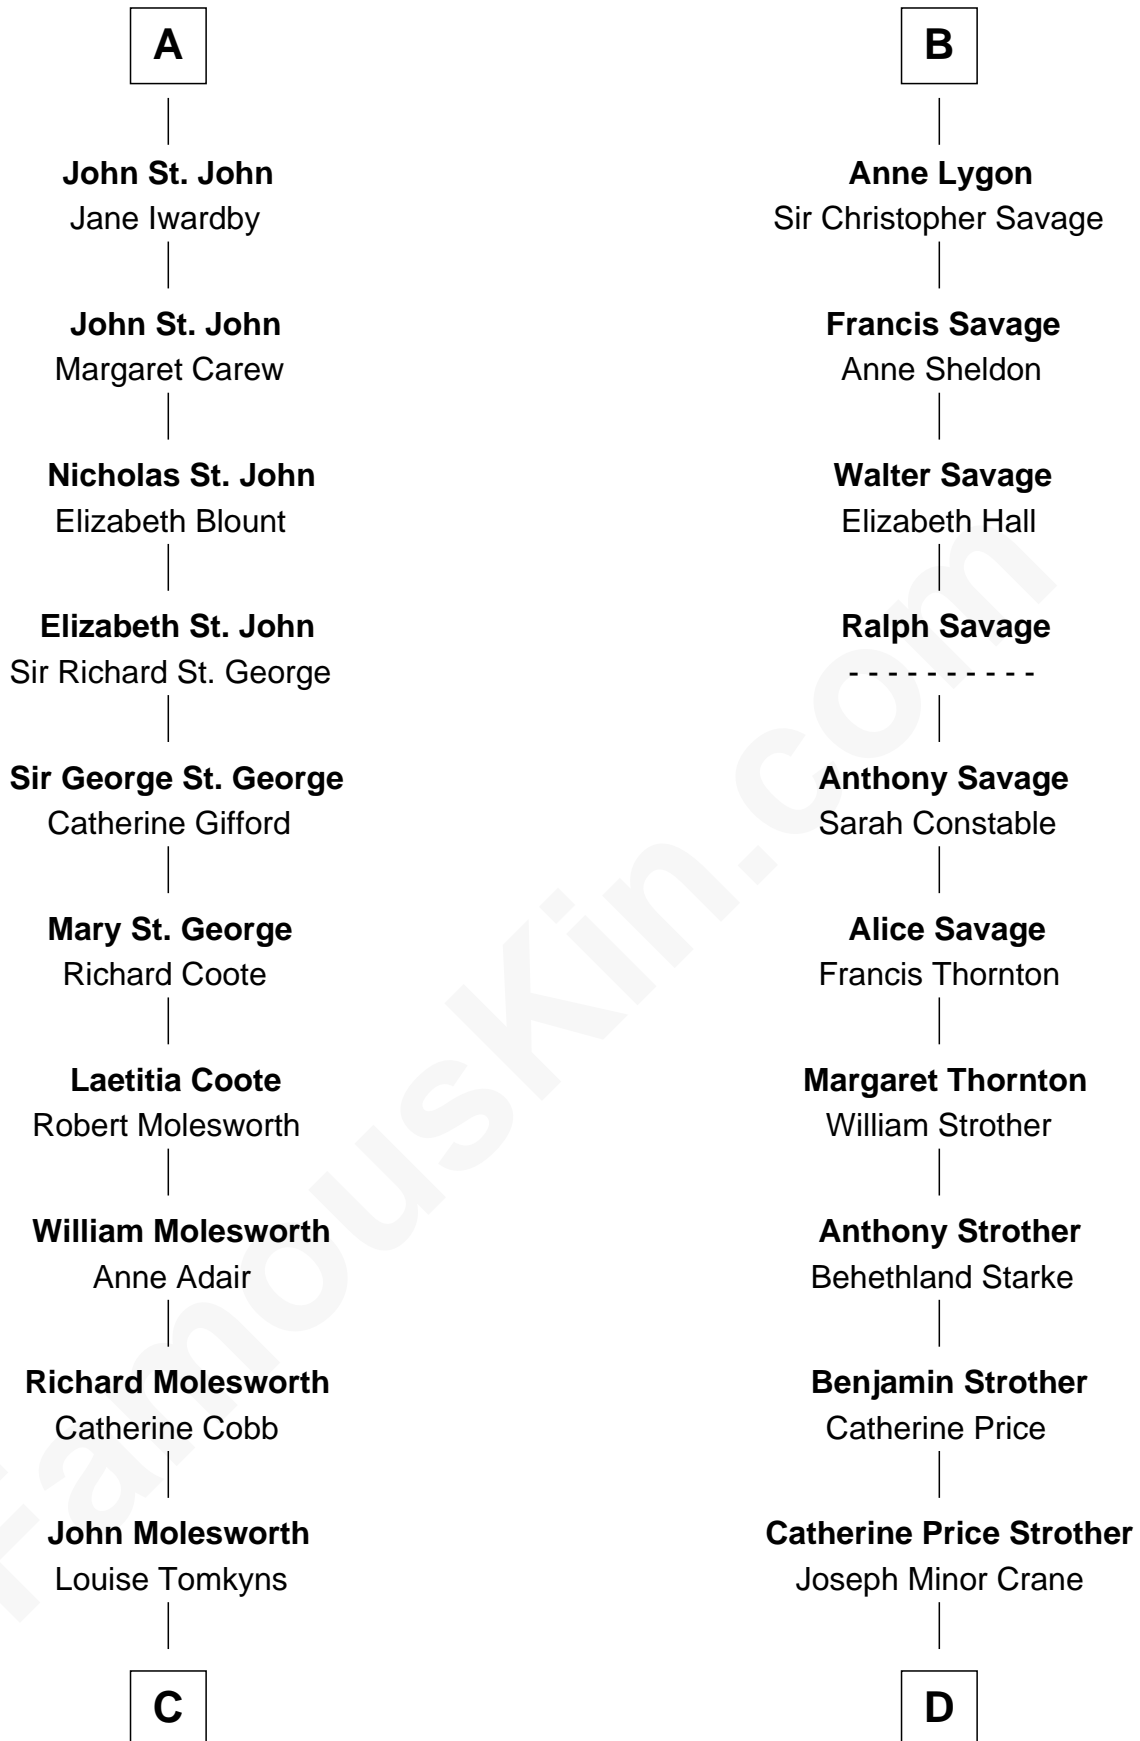 A
John St. John
Jane Iwardby
John St. John
Margaret Carew
Nicholas St. John
Elizabeth Blount
Elizabeth St. John
Sir Richard St. George
Sir George St. George
Catherine Gifford
Mary St. George
Richard Coote
Laetitia Coote
Robert Molesworth
William Molesworth
Anne Adair
Richard Molesworth
Catherine Cobb
John Molesworth
Louise Tomkyns
C
B
Anne Lygon
Sir Christopher Savage
Francis Savage
Anne Sheldon
Walter Savage
Elizabeth Hall
Ralph Savage
- - - - - - - - - -
Anthony Savage
Sarah Constable
Alice Savage
Francis Thornton
Margaret Thornton
William Strother
Anthony Strother
Behethland Starke
Benjamin Strother
Catherine Price
Catherine Price Strother
Joseph Minor Crane
D
FamousKin.com